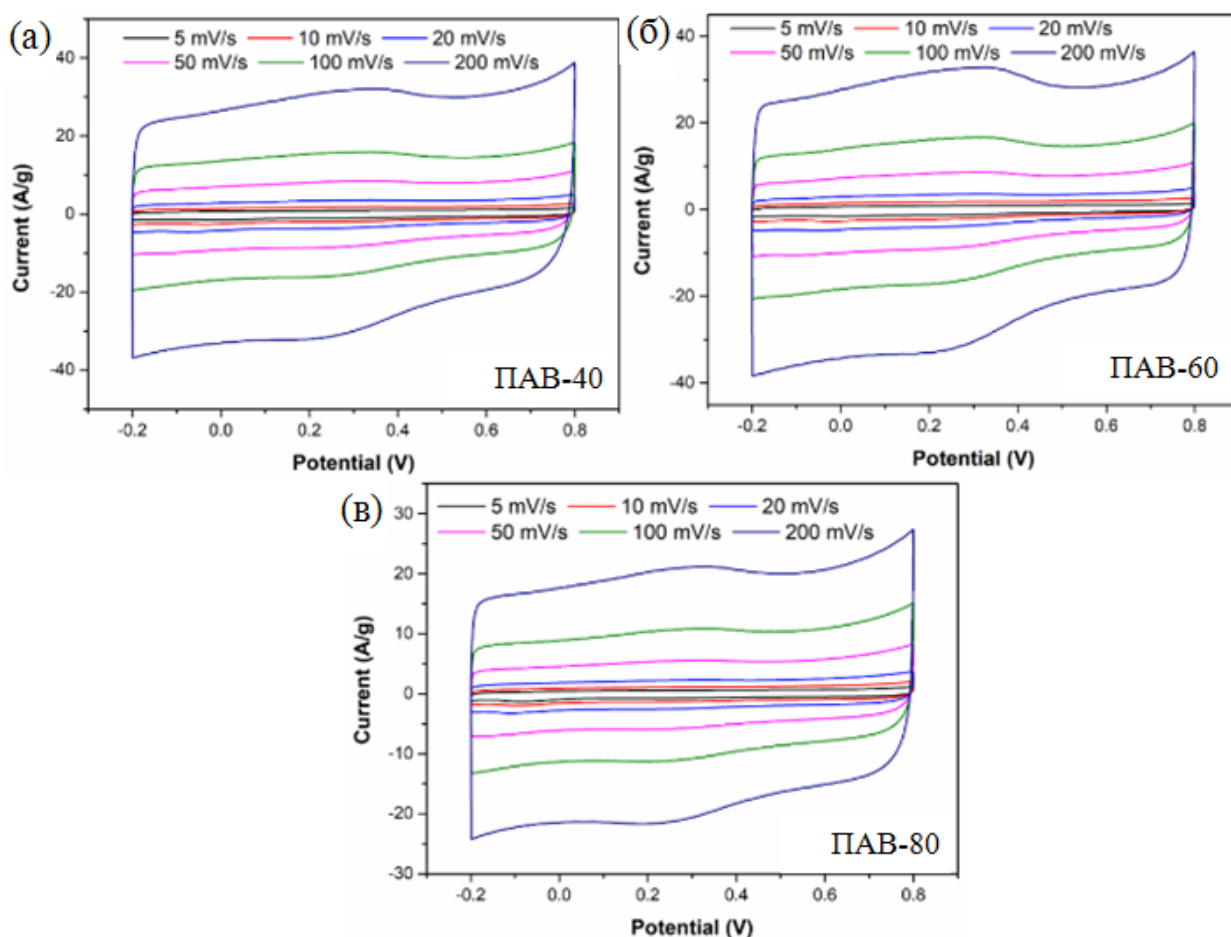 (а)
5 mV/s 10 mV/s 20 mV/s
50 mV/s 100 mV/s 200 mV/s
40
20
0
-20
-40
Current (A/g)
ПАВ-40
-0.2 0.0 0.2 0.4 0.6 0.8
Potential (V)
(б)
5 mV/s 10 mV/s 20 mV/s
50 mV/s 100 mV/s 200 mV/s
40
20
0
-20
-40
Current (A/g)
ПАВ-60
-0.2 0.0 0.2 0.4 0.6 0.8
Potential (V)
(в)
5 mV/s 10 mV/s 20 mV/s
50 mV/s 100 mV/s 200 mV/s
30
20
10
0
-10
-20
-30
Current (A/g)
ПАВ-80
-0.2 0.0 0.2 0.4 0.6 0.8
Potential (V)